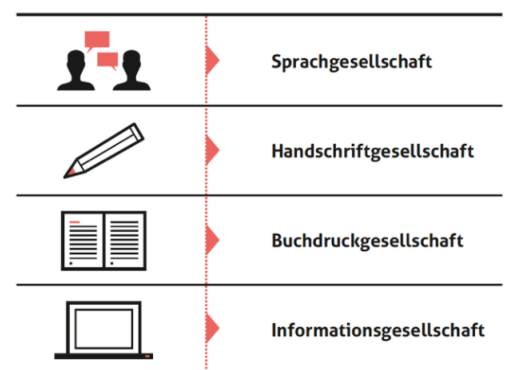 Sprachgesellschaft
Handschriftgesellschaft
Buchdruckgesellschaft
Informationsgesellschaft